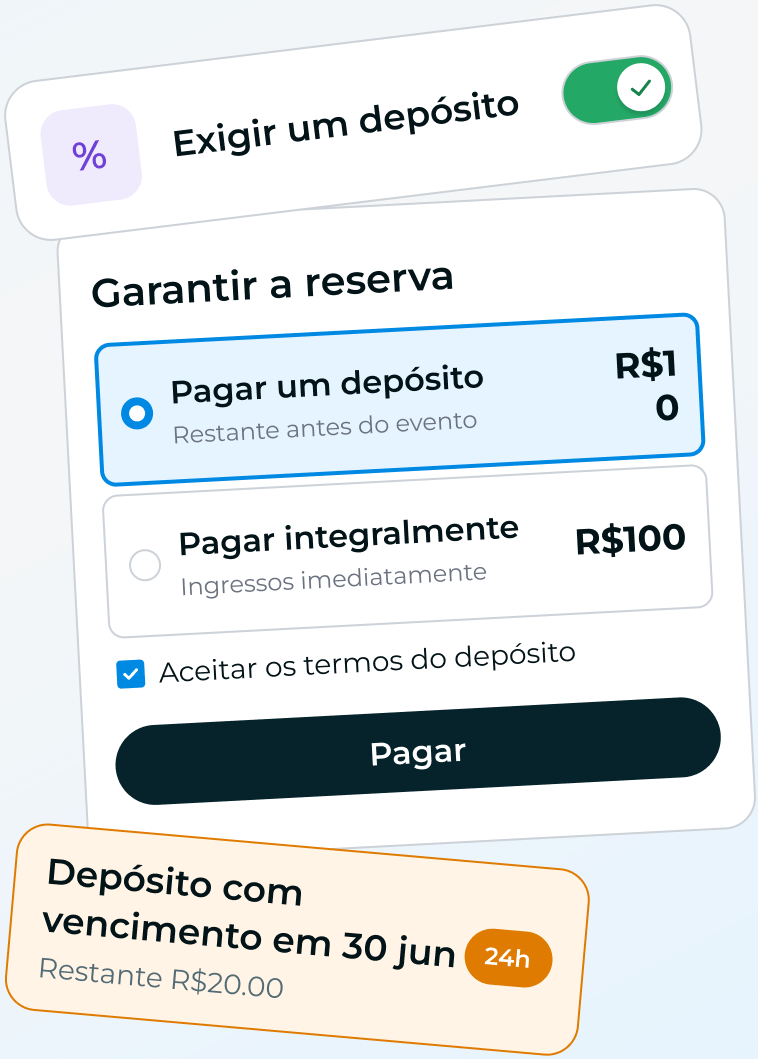 %
Exigir um depósito
Garantir a reserva
Pagar um depósito
Restante antes do evento
R$1
0
Pagar integralmente
Ingressos imediatamente
R$100
Aceitar os termos do depósito
Pagar
Depósito com
vencimento em 30 jun
24h
Restante R$20.00